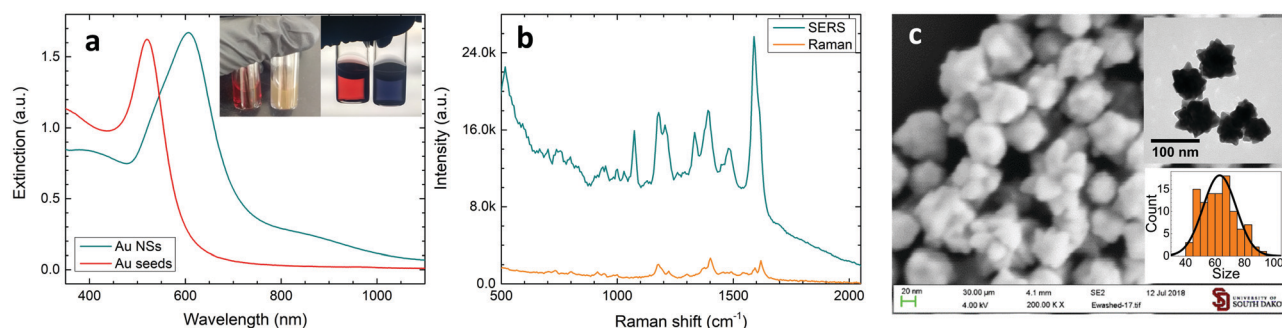 a
1.5
1.0
0.5
0.0
Extinction (a.u.)
Au NSs
Au seeds
400 600 800 1000
Wavelength (nm)
b
SERS
Raman
24.0k
16.0k
8.0k
0.0
Intensity (a.u.)
500 1000 1500 2000
Raman shift (cm⁻¹)
c
100 nm
15
10
5
0
Count
40 60 80 100
Size
20 nm
30.00 µm
4.1 mm
SE2
12 Jul 2018
4.00 kV
200.00 K X
Ewashed-17.tif
UNIVERSITY OF
SOUTH DAKO